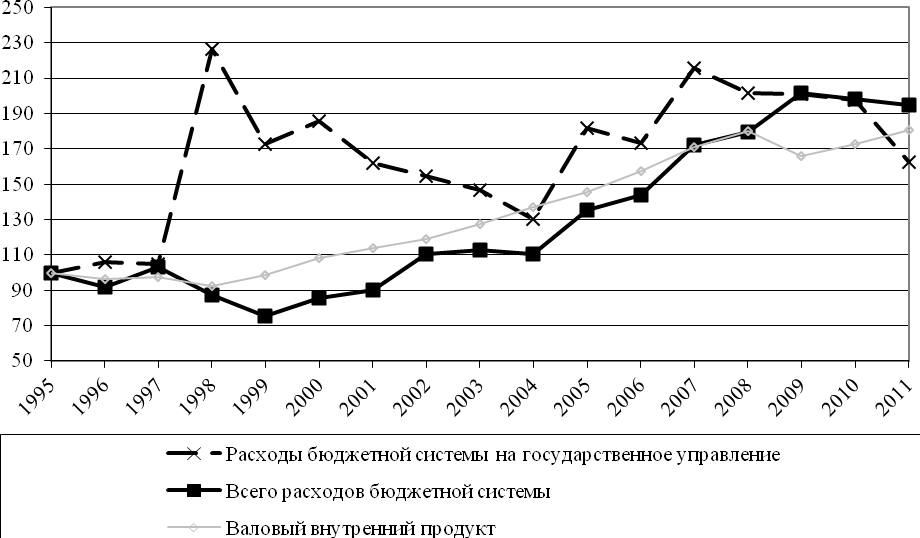 250
230
210
190
170
150
130
110
90
70
50
1995 1996 1997 1998 1999 2000 2001 2002 2003 2004 2005 2006 2007 2008 2009 2010 2011
Расходы бюджетной системы на государственное управление
Всего расходов бюджетной системы
Валовый внутренний продукт